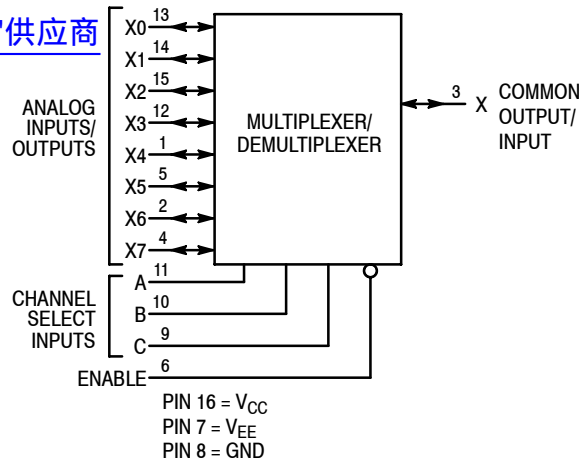 供应商
ANALOG
INPUTS/
OUTPUTS
X0 13
X1 14
X2 15
X3 12
X4 1
X5 5
X6 2
X7 4
MULTIPLEXER/
DEMULTIPLEXER
3 X COMMON
OUTPUT/
INPUT
CHANNEL
SELECT
INPUTS
A 11
B 10
C 9
ENABLE 6
PIN 16 = VCC
PIN 7 = VEE
PIN 8 = GND